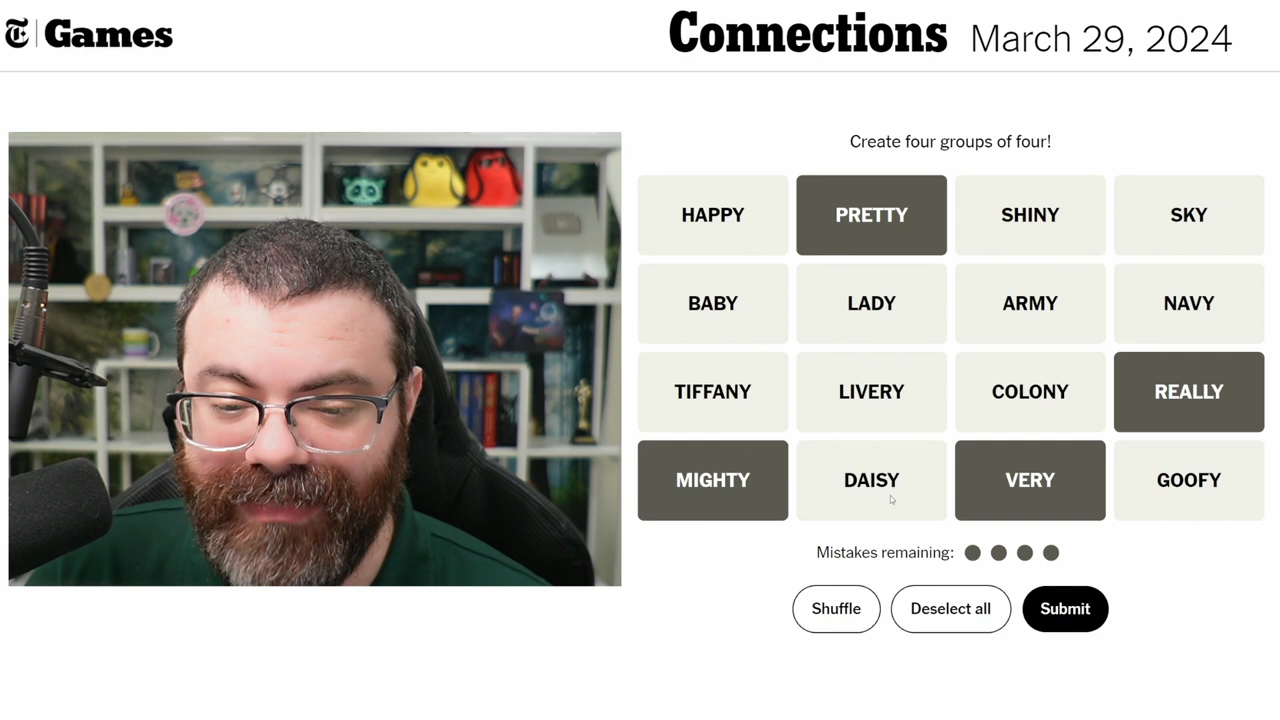 Games
Connections March 29, 2024
Create four groups of four!
HAPPY PRETTY SHINY SKY
BABY LADY ARMY NAVY
TIFFANY LIVERY COLONY REALLY
MIGHTY DAISY VERY GOOFY
Mistakes remaining:
Shuffle Deselect all Submit